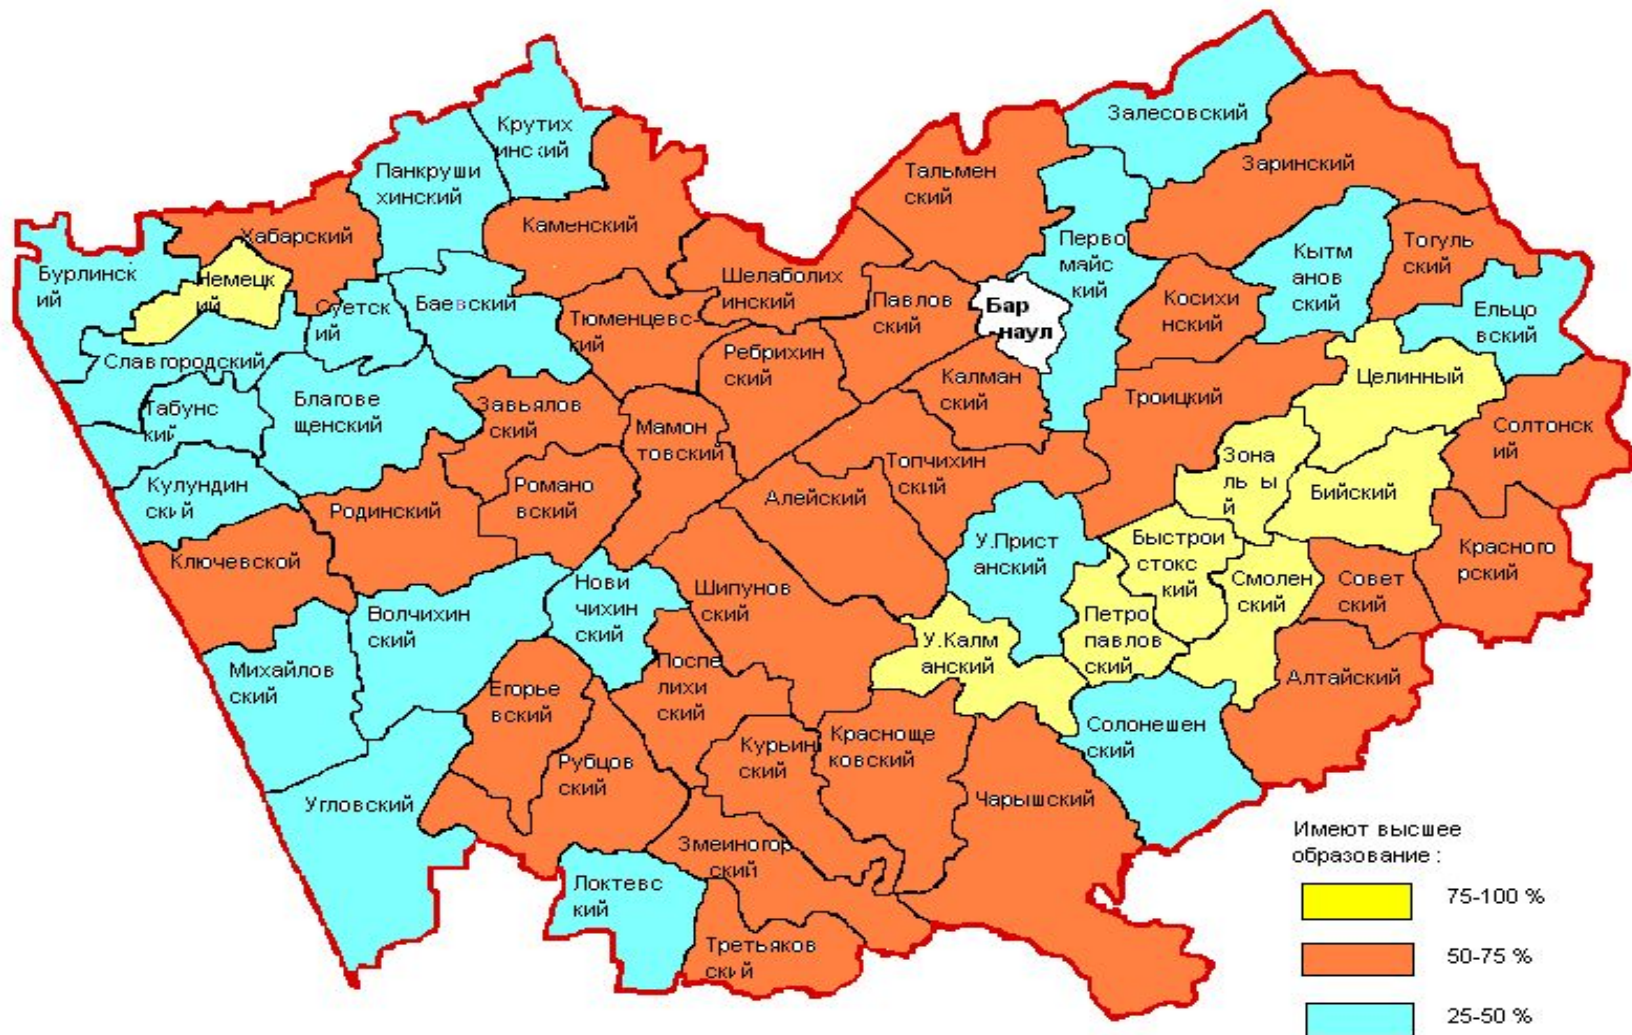 Залесовский
Крутих
инский
Панкруши
хинский
Тальмен
ский
Заринский
Каменский
Хабарский
Перво
майс
кий
Кытм
анов
ский
Тогуль
ский
Бурлинск
ий
Немецк
ий
Суетск
ий
Баевский
Шелаболих
инский
Павлов
ский
Бар
наул
Косихи
нский
Ельцо
вский
Тюменцевс-
кий
Славгородский
Ребрихин
ский
Калман
ский
Целинный
Табунс
кий
Благове
щенский
Завьялов
ский
Мамон
товский
Троицкий
Солтонск
ий
Топчихин
ский
Зона
ль ы
й
Кулундин
ский
Романо
вский
Родинский
Алейский
Бийский
Ключевской
У.Прист
анский
Быстрои
стокс
кий
Красного
рский
Волчихин
ский
Нови
чихин
ский
Шипунов
ский
Смолен
ский
Совет
ский
Петро
павлов
ский
У.Калм
анский
Михайлов
ский
Поспе
лихи
ский
Алтайский
Егорье
вский
Солонешен
ский
Курьин
ский
Краснощe
ковский
Рубцов
ский
Угловский
Чарышский
Змеиногор
ский
Локтевс
кий
Третьяков
ский
Имеют высшее
образование :
75-100 %
50-75 %
25-50 %